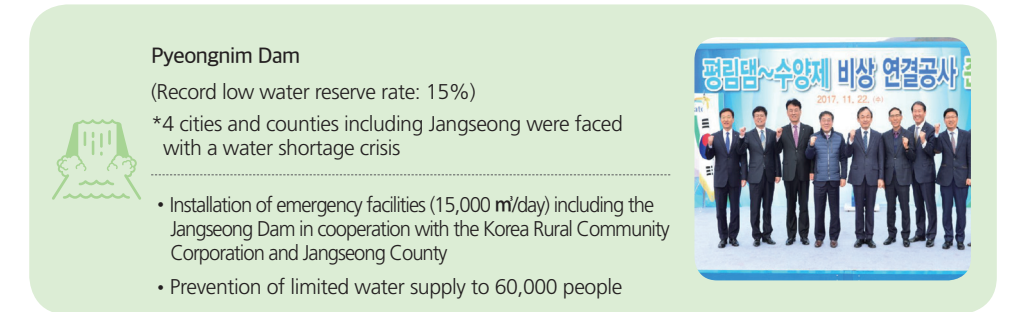 Pyeongnim Dam
(Record low water reserve rate: 15%)
*4 cities and counties including Jangseong were faced
with a water shortage crisis
• Installation of emergency facilities (15,000 ㎥/day) including the
Jangseong Dam in cooperation with the Korea Rural Community
Corporation and Jangseong County
• Prevention of limited water supply to 60,000 people
평림댐~수양제 비상 연결공사
2017. 11. 22. (수)